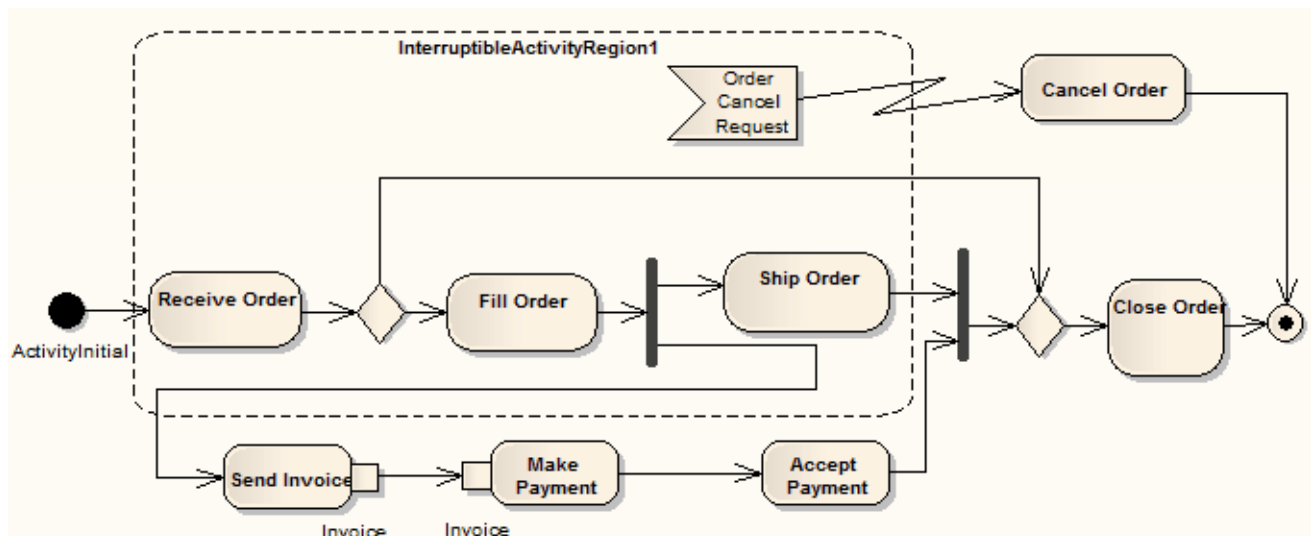 InterruptibleActivityRegion1
Order
Cancel
Request
Cancel Order
Receive Order
Fill Order
Ship Order
Close Order
ActivityInitial
Send Invoice
Make
Payment
Accept
Payment
Invoice
Invoice